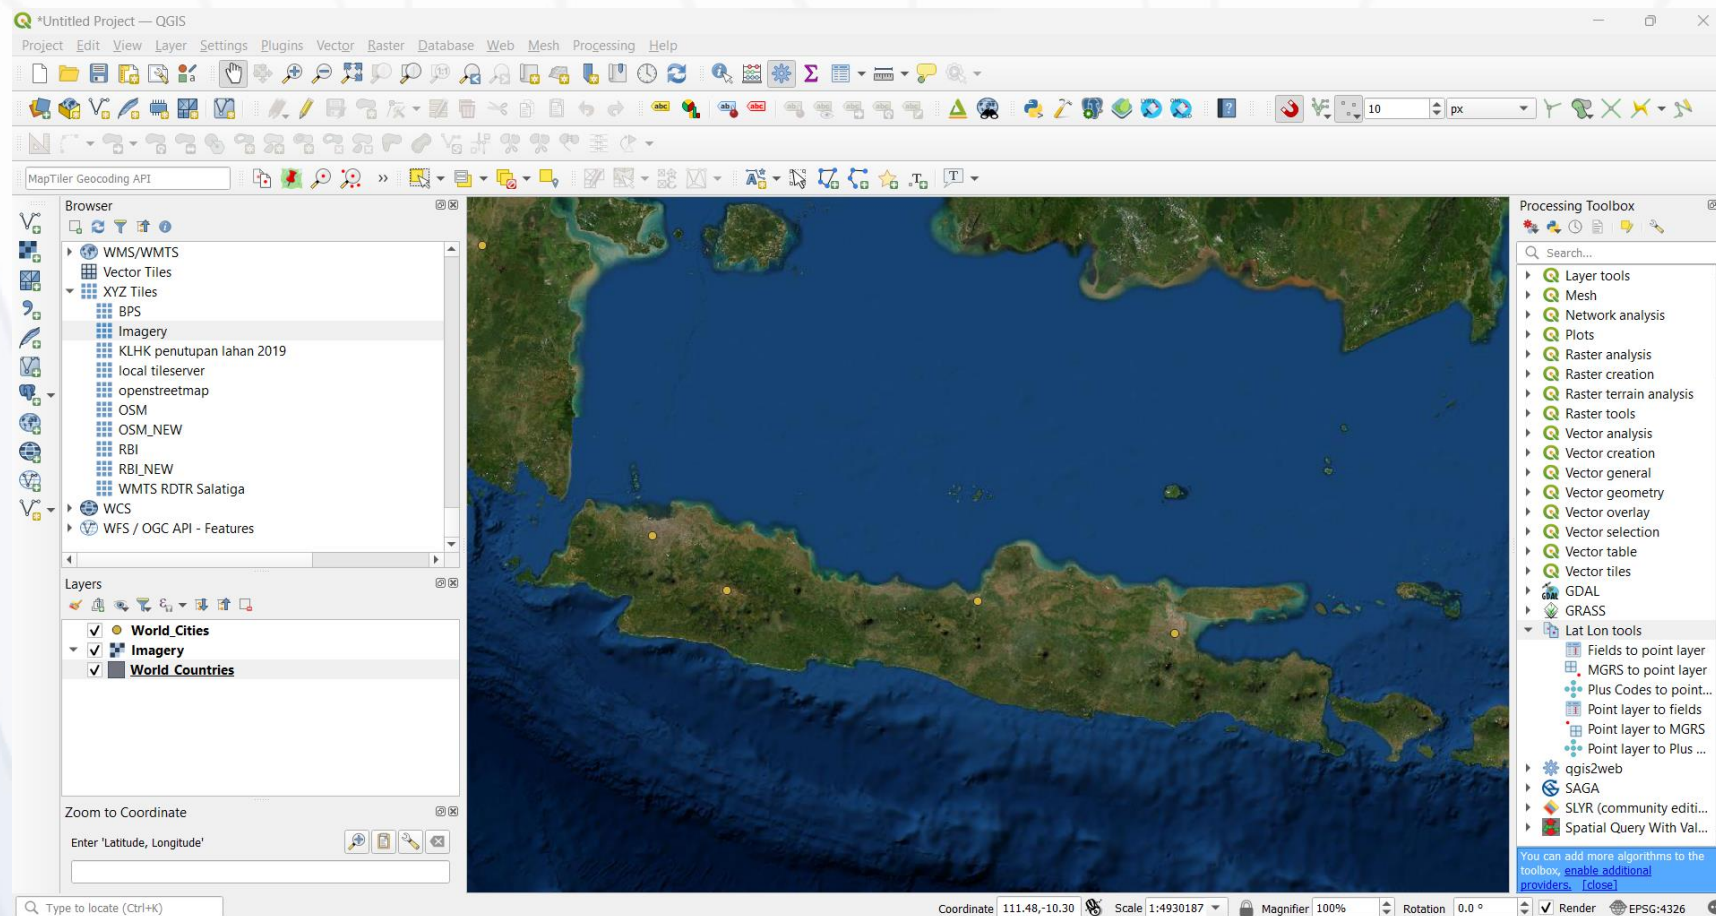 *Untitled Project — QGIS
Project Edit View Layer Settings Plugins Vector Raster Database Web Mesh Processing Help
10 px
MapTiler Geocoding API
Browser
WMS/WMTS
Vector Tiles
XYZ Tiles
BPS
Imagery
KLHK penutupan lahan 2019
local tileserver
openstreetmap
OSM
OSM_NEW
RBI
RBI_NEW
WMTS RDTR Salatiga
WCS
WFS / OGC API - Features
Layers
World_Cities
Imagery
World Countries
Zoom to Coordinate
Enter 'Latitude, Longitude'
Processing Toolbox
Search...
Layer tools
Mesh
Network analysis
Plots
Raster analysis
Raster creation
Raster terrain analysis
Raster tools
Vector analysis
Vector creation
Vector general
Vector geometry
Vector overlay
Vector selection
Vector table
Vector tiles
GDAL
GRASS
Lat Lon tools
Fields to point layer
MGRS to point layer
Plus Codes to point...
Point layer to fields
Point layer to MGRS
Point layer to Plus ...
qgis2web
SAGA
SLYR (community editi...
Spatial Query With Val...
You can add more algorithms to the
toolbox, enable additional
providers. [close]
Type to locate (Ctrl+K) Coordinate 111.48,-10.30 Scale 1:4930187 Magnifier 100% Rotation 0.0 ° Render EPSG:4326